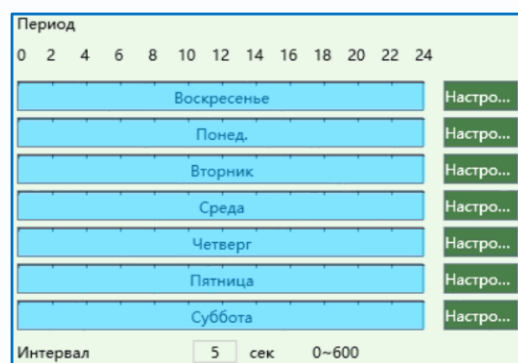 Период
0 2 4 6 8 10 12 14 16 18 20 22 24
Воскресенье Настро...
Понед. Настро...
Вторник Настро...
Среда Настро...
Четверг Настро...
Пятница Настро...
Суббота Настро...
Интервал 5 сек 0~600